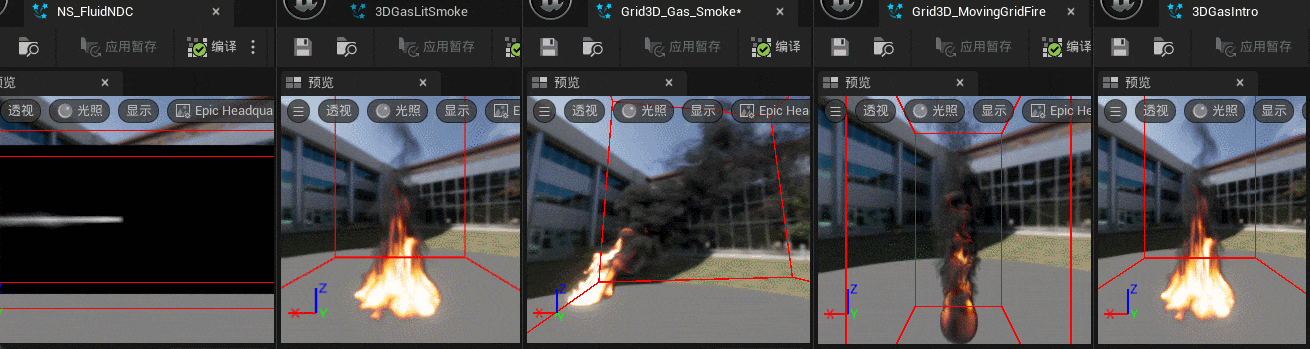 NS_FluidNDC
3DGasLitSmoke
Grid3D_Gas_Smoke*
Grid3D_MovingGridFire
3DGasIntro
应用暂存 编译
应用暂存
应用暂存 编译
应用暂存 编译
应用暂存
预览
预览
预览
预览
预览
透视 光照 显示 Epic Headqua
透视 光照 显示 E
透视 光照 显示 Epic Hea
透视 光照 显示 Epic He
透视 光照 显示
Z X Y
Z X Y
Z X Y
Z X Y